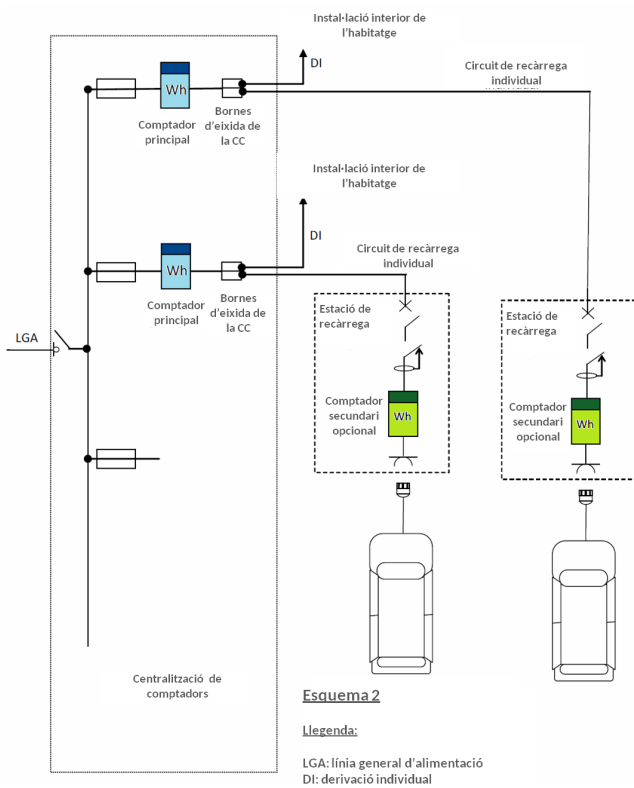 Instal·lació interior de
l'habitatge
DI
Circuit de recàrrega
individual
Wh
Comptador
principal
Bornes
d'eixida de
la CC
Instal·lació interior de
l'habitatge
DI
Circuit de recàrrega
individual
Wh
Comptador
principal
Bornes
d'eixida de
la CC
LGA
Estació de
recàrrega
Comptador
secundari
opcional
Wh
Estació de
recàrrega
Comptador
secundari
opcional
Wh
Centralització de
comptadors
Esquema 2
Llegenda:
LGA: línia general d'alimentació
DI: derivació individual